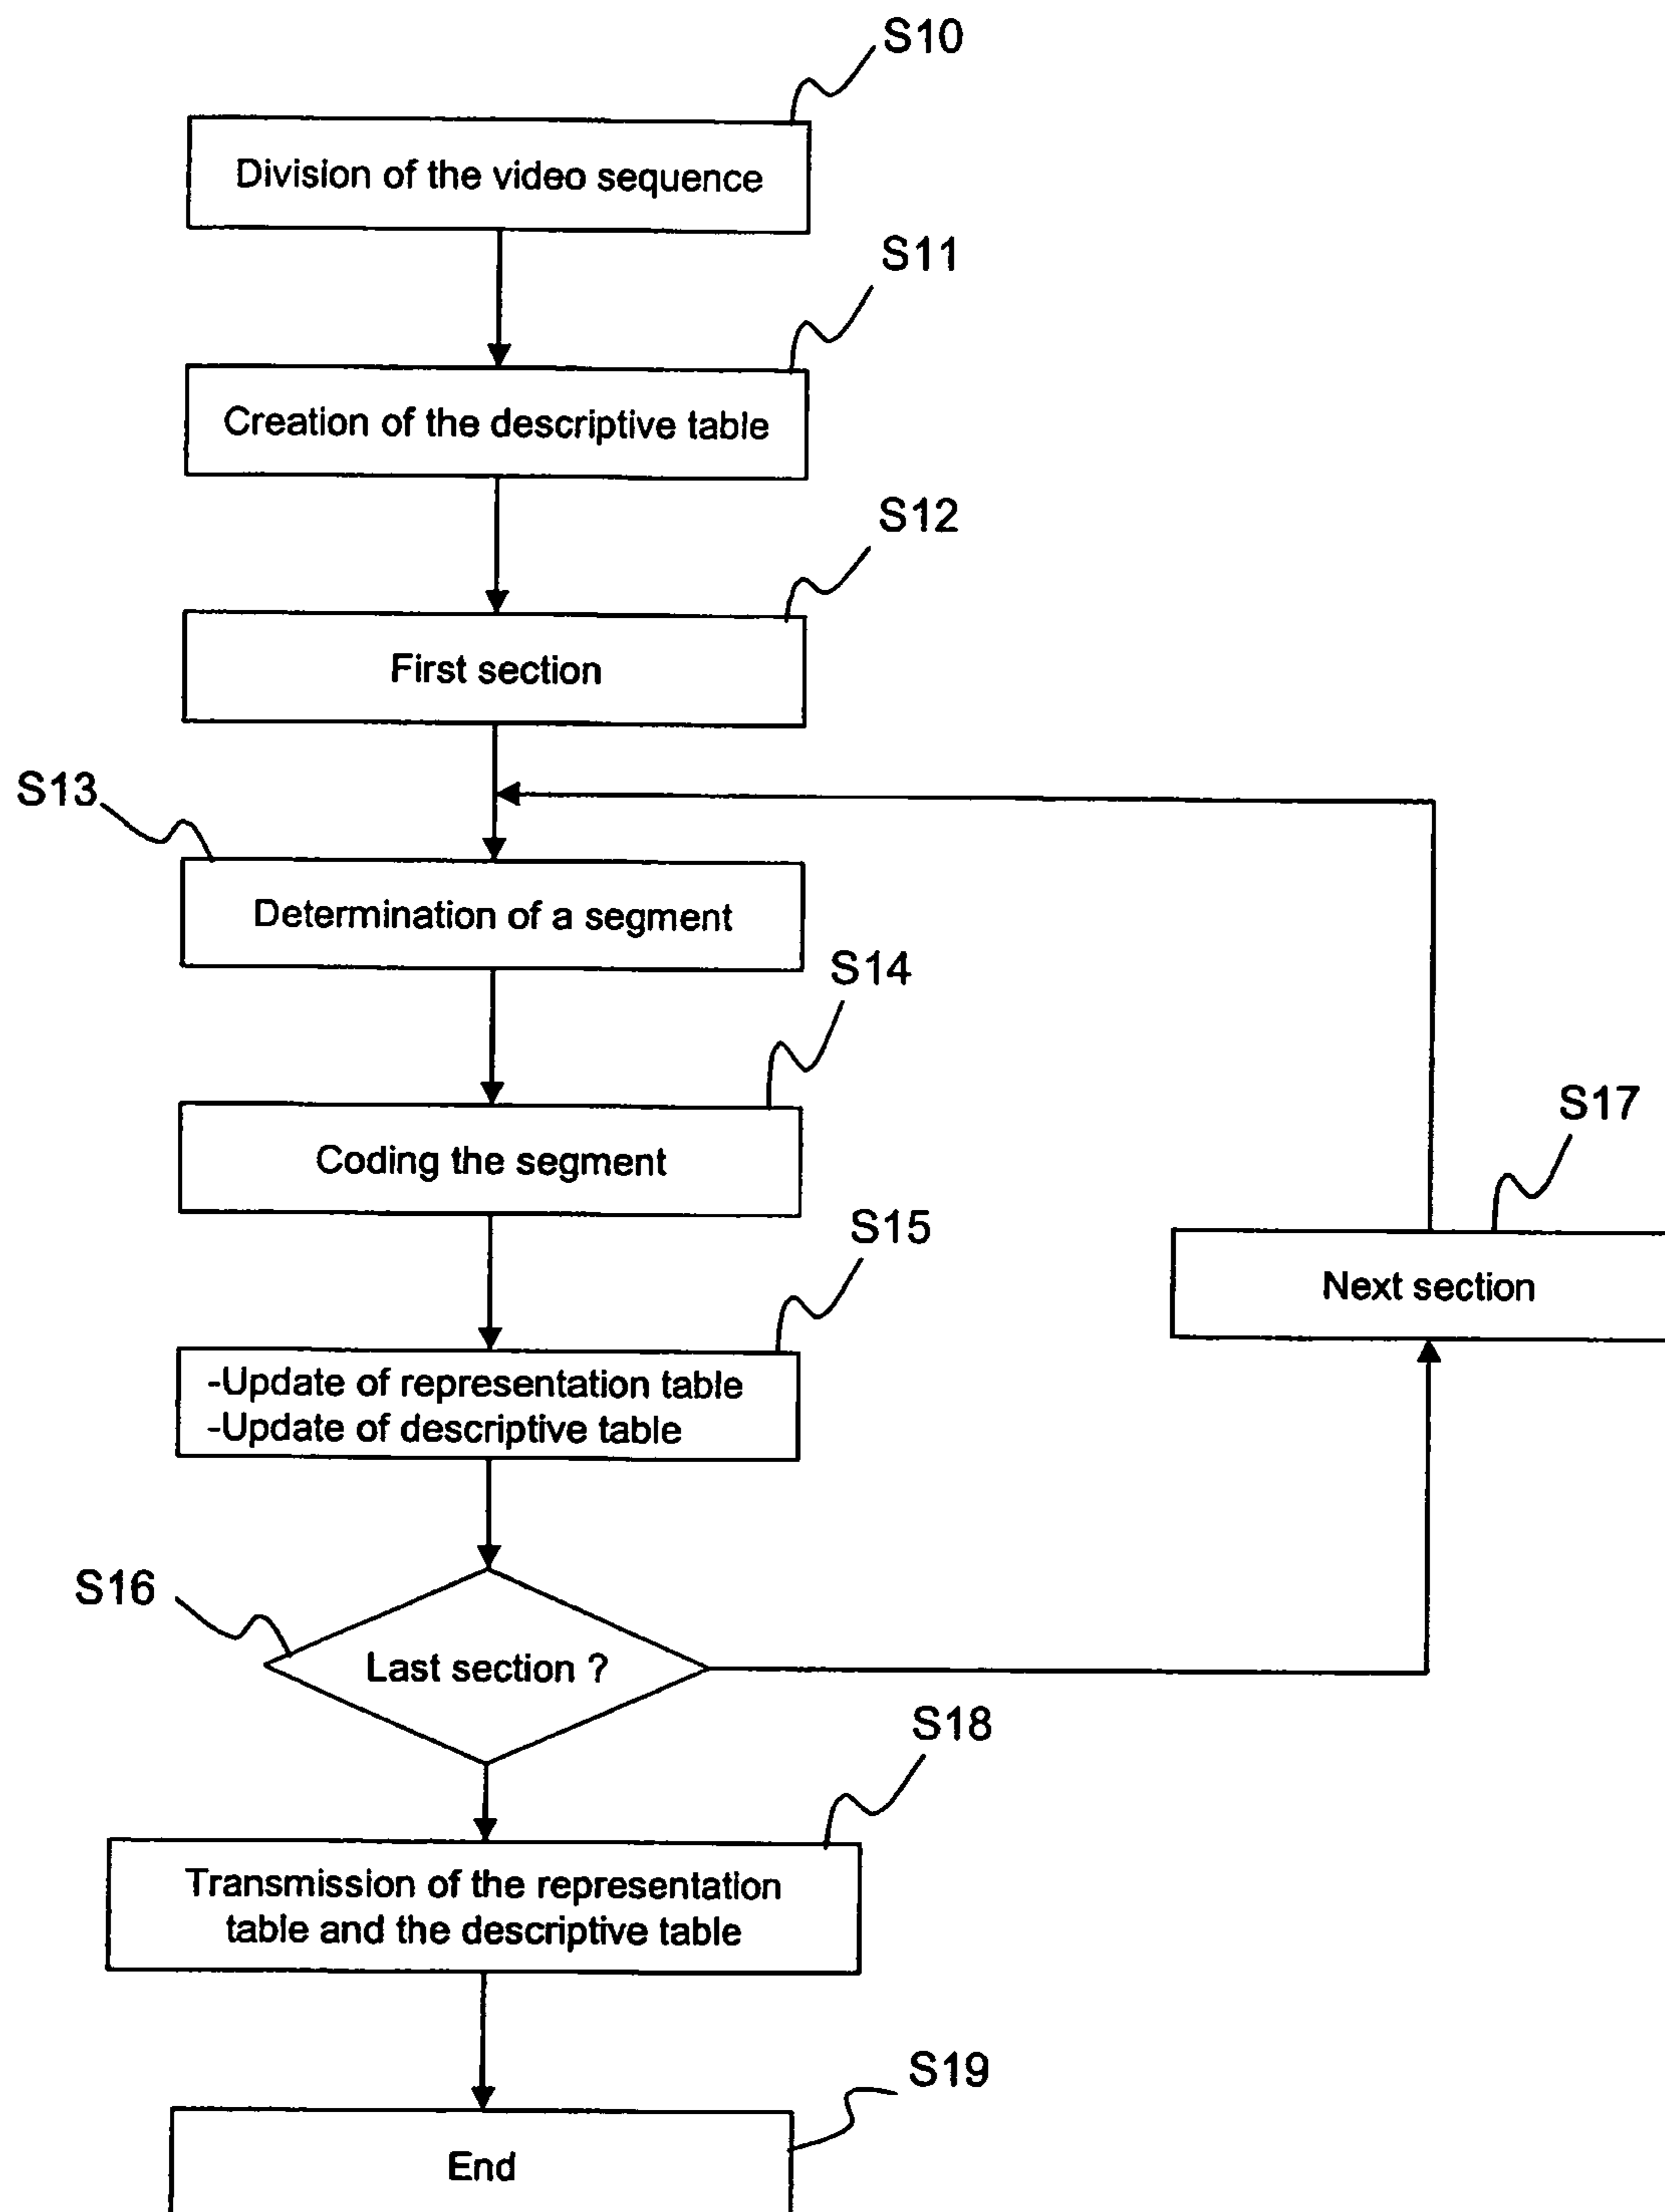 S10
Division of the video sequence
S11
Creation of the descriptive table
S12
First section
S13
Determination of a segment
S14
Coding the segment
S15
-Update of representation table
-Update of descriptive table
S16
Last section ?
S17
Next section
S18
Transmission of the representation
table and the descriptive table
S19
End